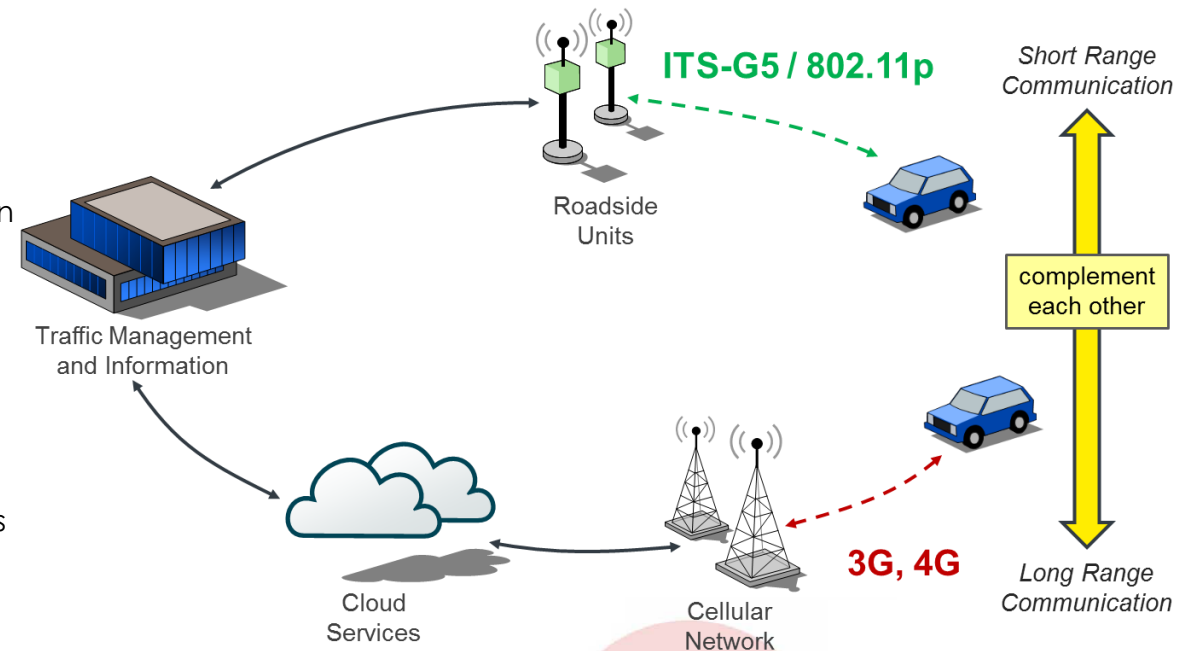 ITS-G5 / 802.11p
Short Range
Communication
Roadside
Units
n
complement
each other
Traffic Management
and Information
s
3G, 4G
Cloud
Services
Cellular
Network
Long Range
Communication